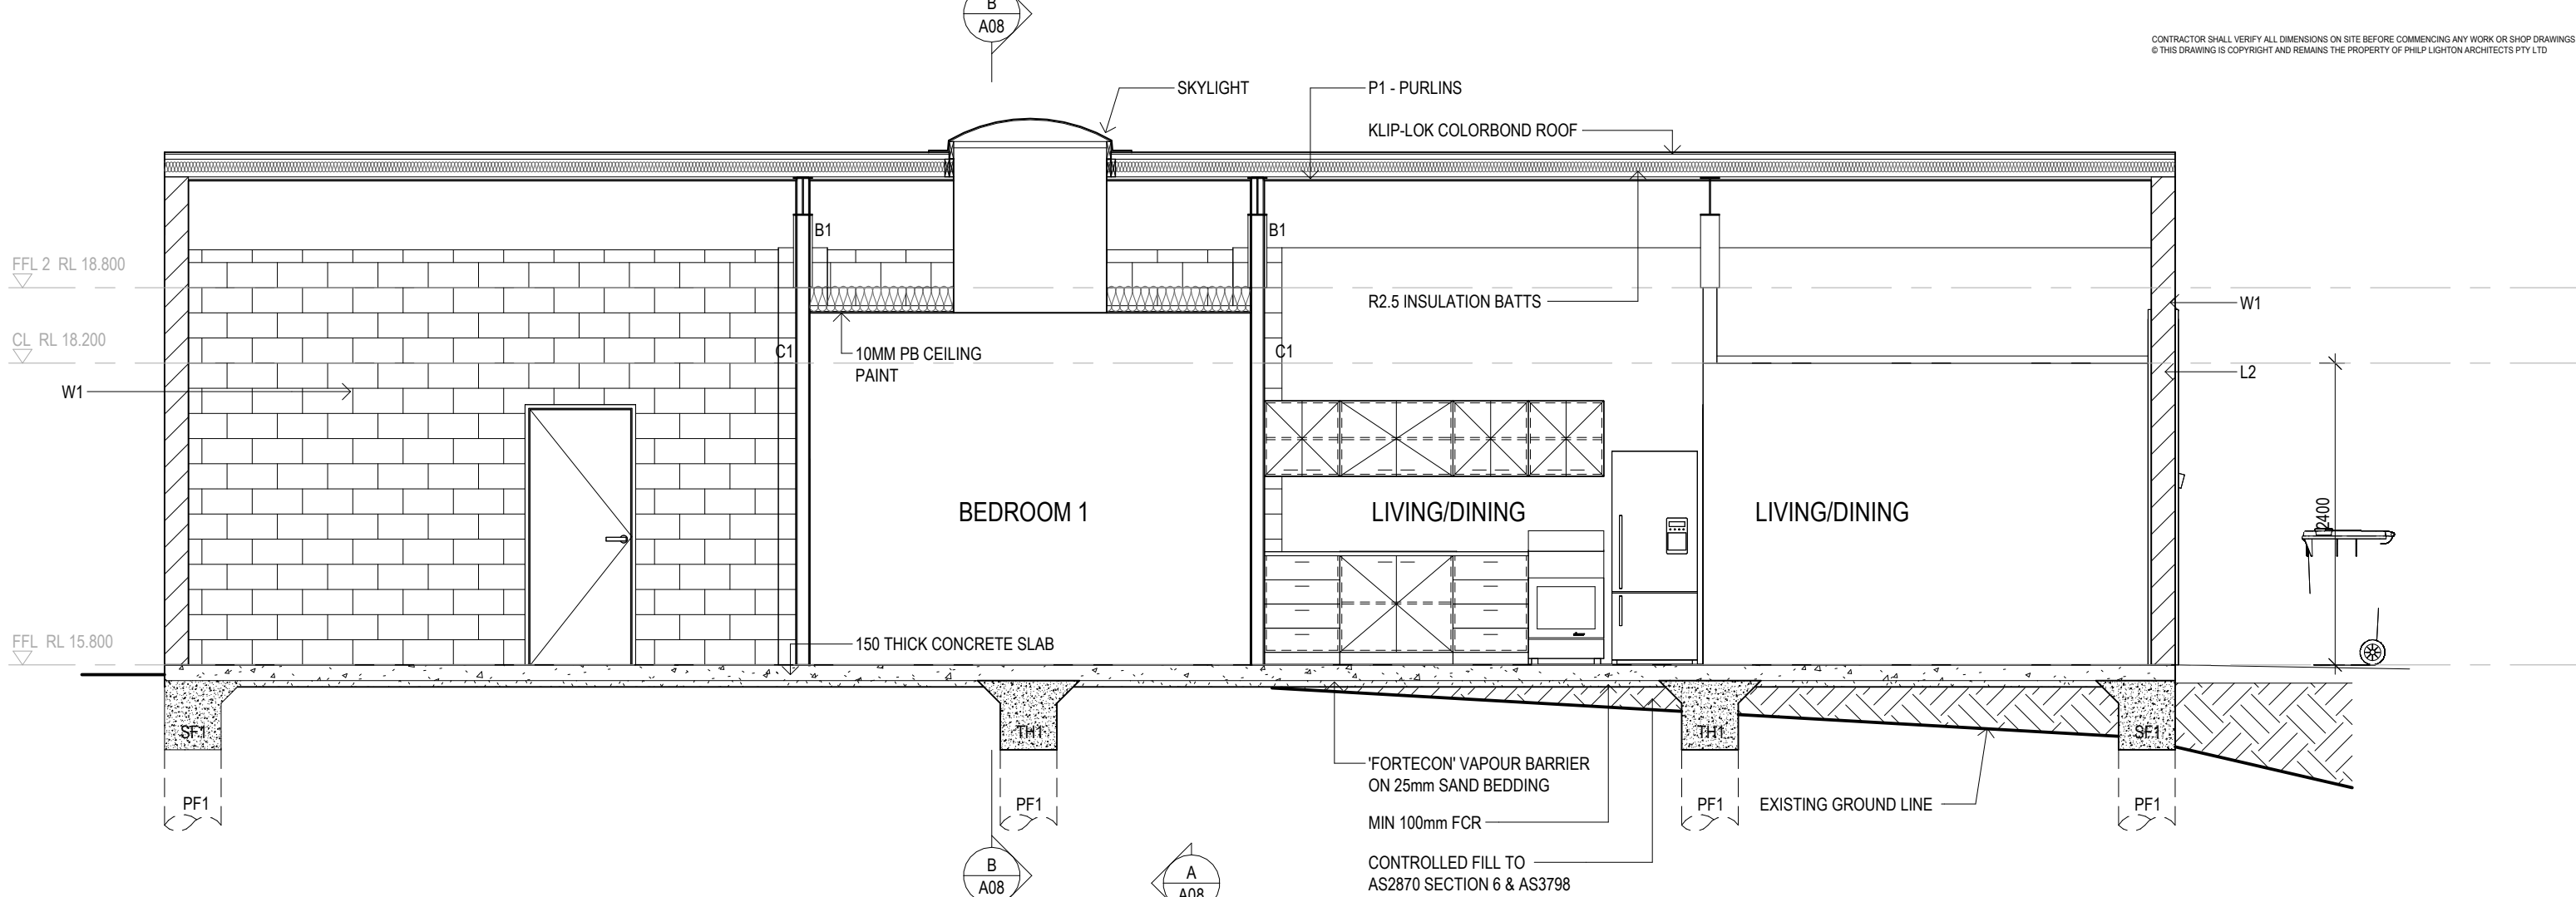 B
A08
CONTRACTOR SHALL VERIFY ALL DIMENSIONS ON SITE BEFORE COMMENCING ANY WORK OR SHOP DRAWINGS
© THIS DRAWING IS COPYRIGHT AND REMAINS THE PROPERTY OF PHILP LIGHTON ARCHITECTS PTY LTD
SKYLIGHT
P1 - PURLINS
KLIP-LOK COLORBOND ROOF
B1
B1
FFL 2 RL 18.800
R2.5 INSULATION BATTS
W1
CL RL 18.200
C1
10MM PB CEILING
PAINT
C1
L2
W1
BEDROOM 1
LIVING/DINING
LIVING/DINING
2400
FFL RL 15.800
150 THICK CONCRETE SLAB
SF1
TH1
TH1
SF1
'FORTECON' VAPOUR BARRIER
ON 25mm SAND BEDDING
PF1
PF1
PF1
EXISTING GROUND LINE
PF1
MIN 100mm FCR
CONTROLLED FILL TO
AS2870 SECTION 6 & AS3798
B
A08
A
A08